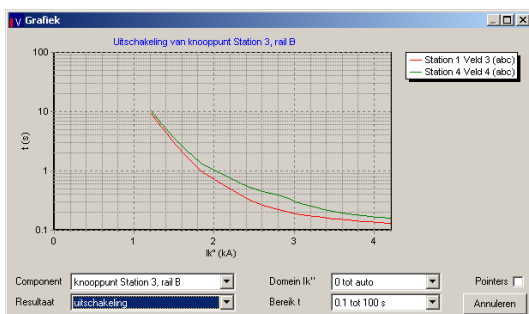 Grafiek
Uitschakeling van knooppunt Station 3, rail B
100
10
1
0.1
t (s)
0 1 2 3 4
Ik" (kA)
Station 1 Veld 3 (abc)
Station 4 Veld 4 (abc)
Component knooppunt Station 3, rail B Domein Ik" 0 tot auto Pointers
Resultaat uitschakeling Bereik t 0.1 tot 100 s Annuleren